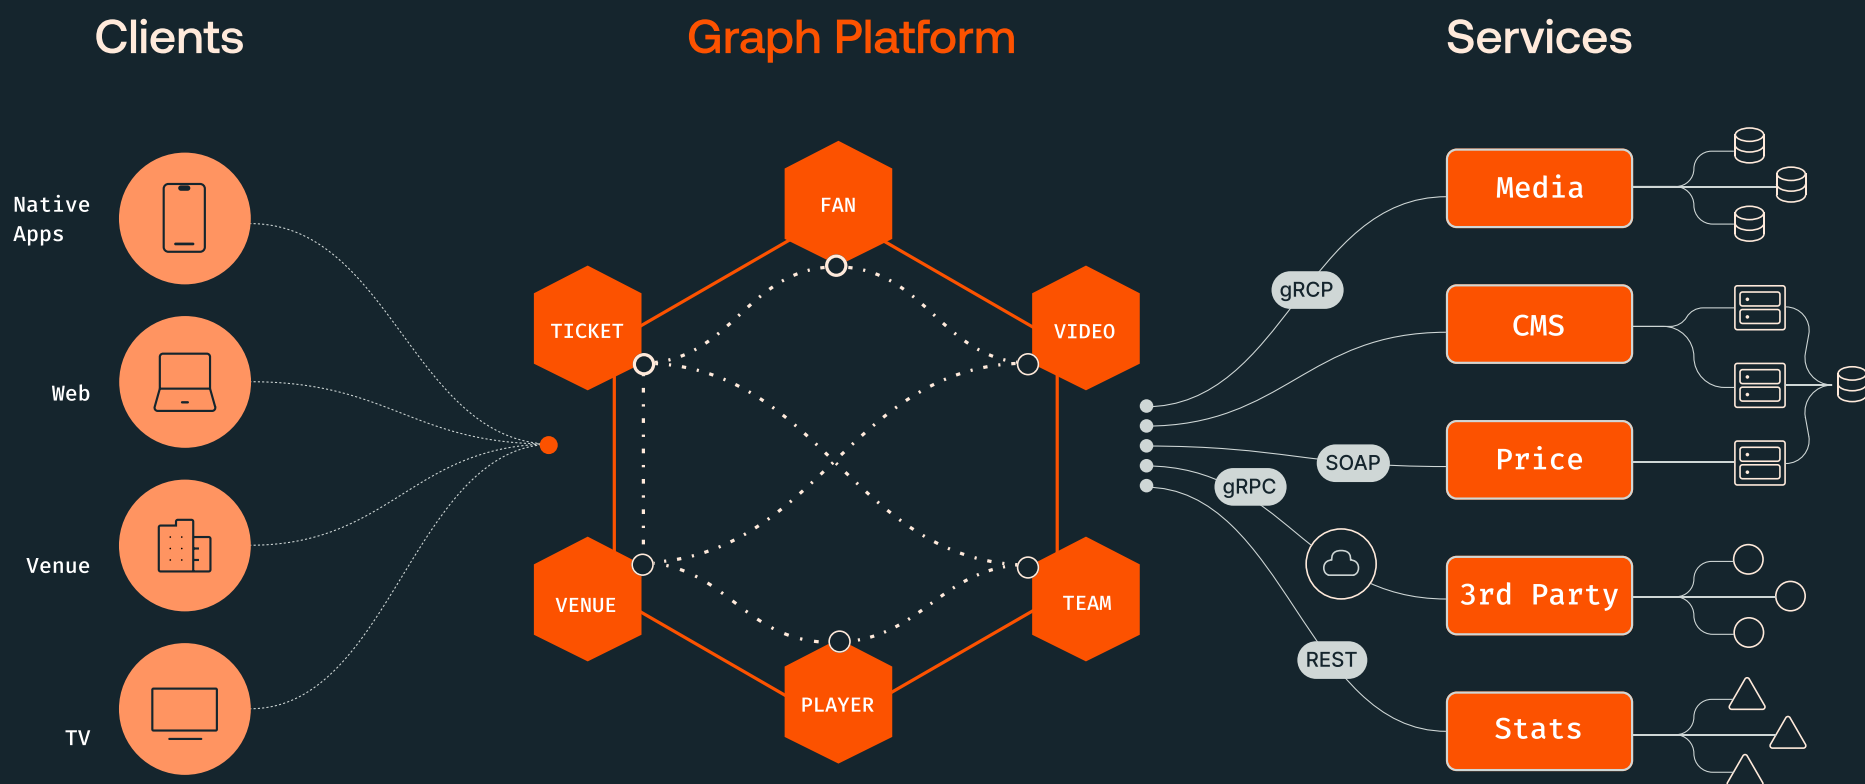 Clients
Graph Platform
Services
Native
Apps
Web
Venue
TV
FAN
TICKET
VIDEO
VENUE
TEAM
PLAYER
gRCP
SOAP
gRPC
REST
Media
CMS
Price
3rd Party
Stats